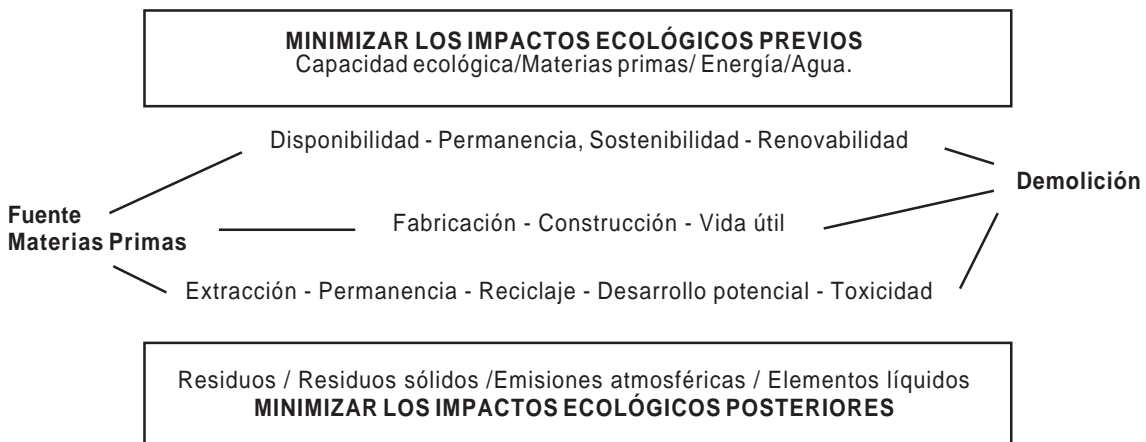 MINIMIZAR LOS IMPACTOS ECOLÓGICOS PREVIOS
Capacidad ecológica/Materias primas/ Energía/Agua.
Disponibilidad - Permanencia, Sostenibilidad - Renovabilidad
Demolición
Fuente
Materias Primas
Fabricación - Construcción - Vida útil
Extracción - Permanencia - Reciclaje - Desarrollo potencial - Toxicidad
Residuos / Residuos sólidos /Emisiones atmosféricas / Elementos líquidos
MINIMIZAR LOS IMPACTOS ECOLÓGICOS POSTERIORES